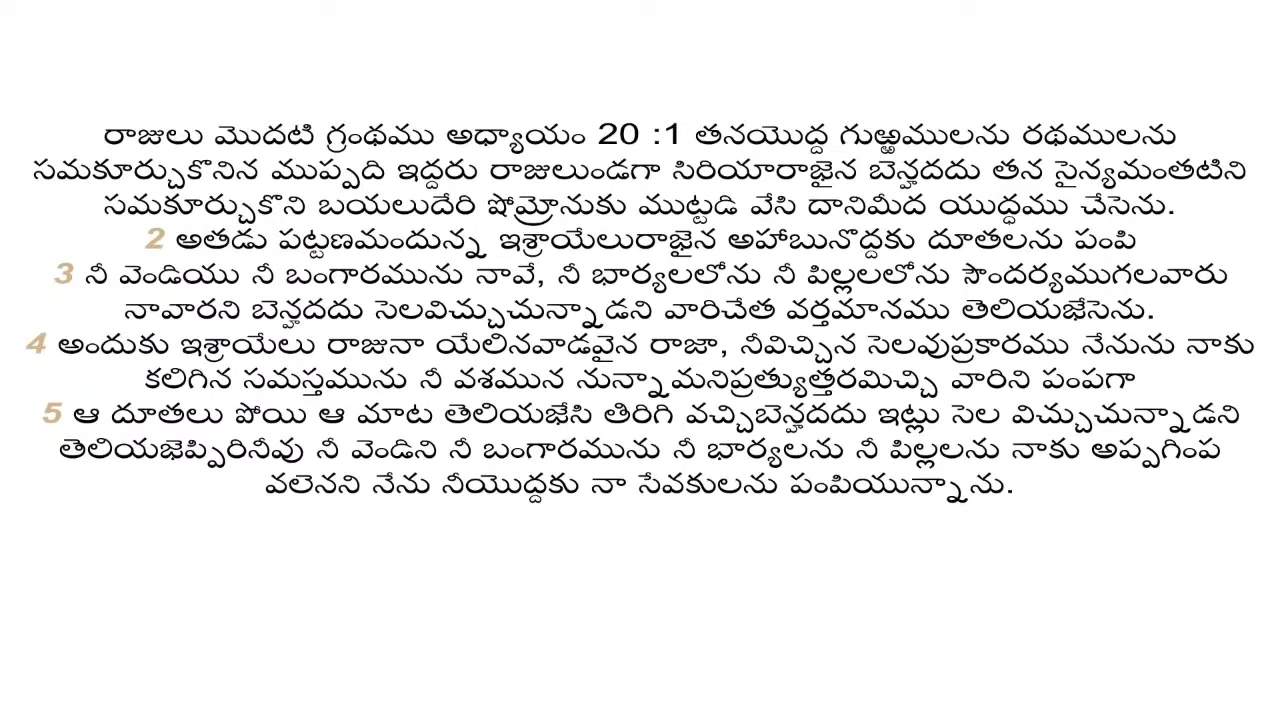 రాజులు మొదటి గ్రంథము అధ్యాయం 20 :1 తనయొద్ద గుఱ్ఱములను రథములను
సమకూర్చుకొనిన ముప్పది ఇద్దరు రాజులుండగా సిరియారాజైన బెన్హదదు తన సైన్యమంతటిని
సమకూర్చుకొని బయలుదేరి షోమ్రోనుకు ముట్టడి వేసి దానిమీద యుద్ధము చేసెను.
2 అతడు పట్టణమందున్న ఇశ్రాయేలురాజైన అహాబునొద్దకు దూతలను పంపి
3 నీ వెండియు నీ బంగారమును నావే, నీ భార్యలలోను నీ పిల్లలలోను సౌందర్యముగలవారు
నావారని బెన్హదదు సెలవిచ్చుచున్నాడని వారిచేత వర్తమానము తెలియజేసెను.
4 అందుకు ఇశ్రాయేలు రాజునా యేలినవాడవైన రాజా, నీవిచ్చిన సెలవుప్రకారము నేనును నాకు
కలిగిన సమస్తమును నీ వశమున నున్నామనిప్రత్యుత్తరమిచ్చి వారిని పంపగా
5 ఆ దూతలు పోయి ఆ మాట తెలియజేసి తిరిగి వచ్చిబెన్హదదు ఇట్లు సెల విచ్చుచున్నాడని
తెలియజెప్పిరినీవు నీ వెండిని నీ బంగారమును నీ భార్యలను నీ పిల్లలను నాకు అప్పగింప
వలెనని నేను నీయొద్దకు నా సేవకులను పంపియున్నాను.